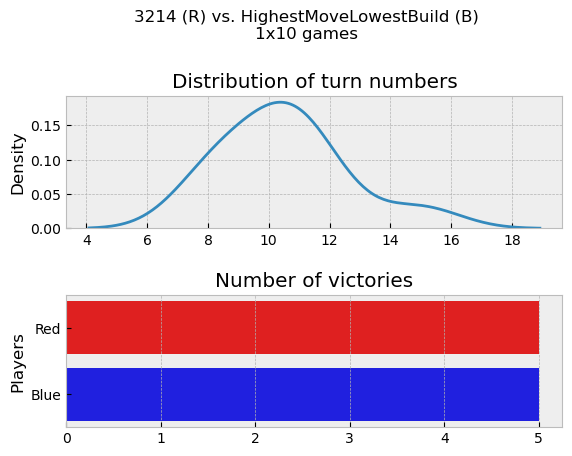 3214 (R) vs. HighestMoveLowestBuild (B)
1x10 games
Distribution of turn numbers
Density
0.15
0.10
0.05
0.00
4 6 8 10 12 14 16 18
Number of victories
Players
Red
Blue
0 1 2 3 4 5